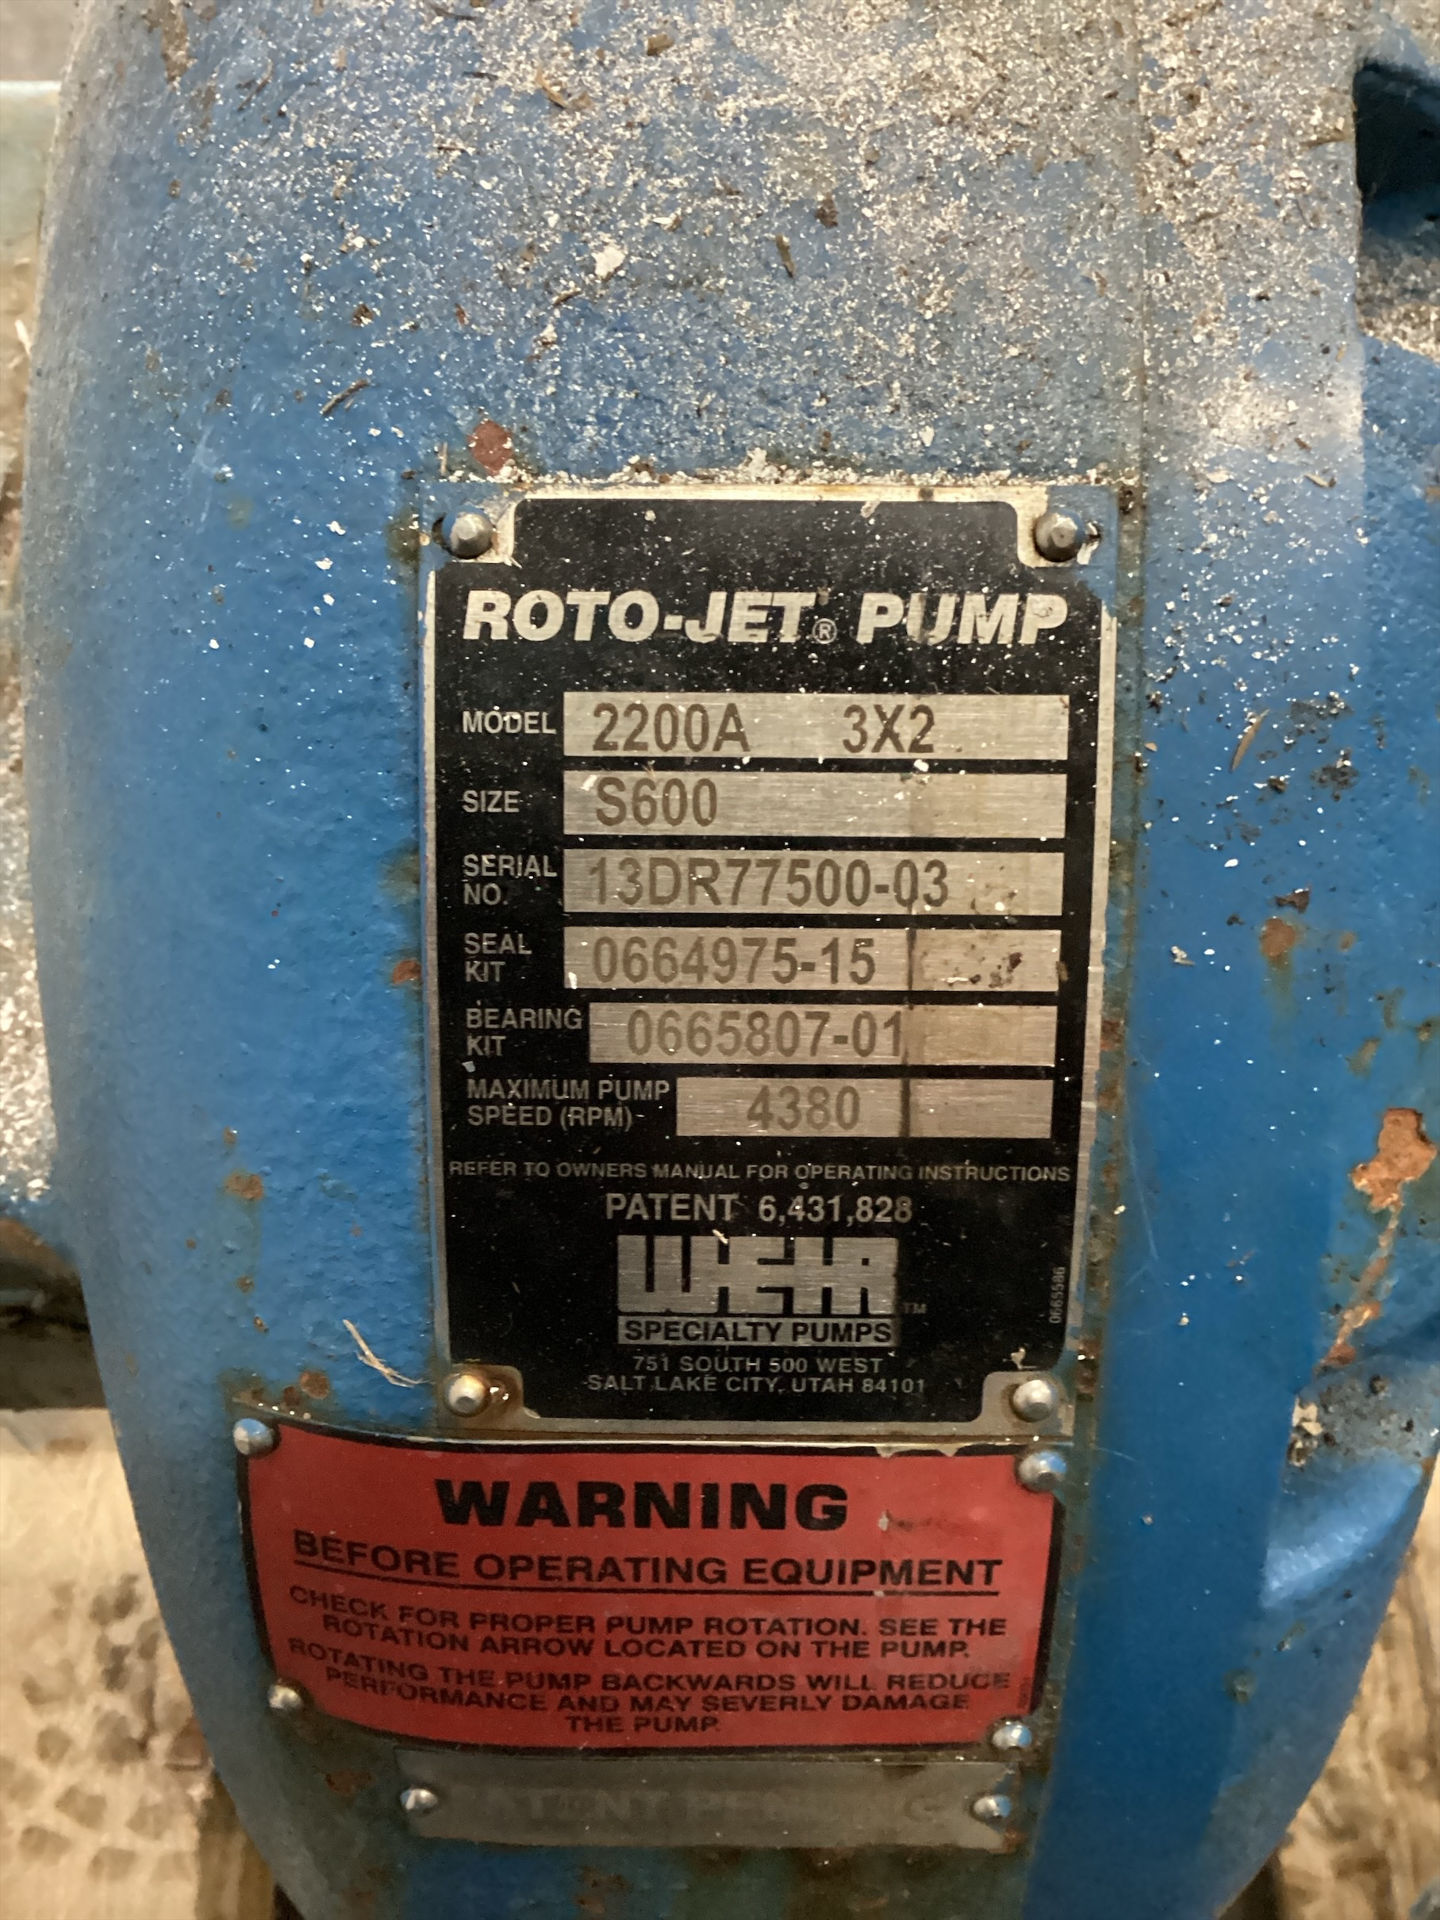 ROTO-JET® PUMP
MODEL 2200A 3X2
SIZE S600
SERIAL NO. 13DR77500-03
SEAL KIT 0664975-15
BEARING KIT 0665807-01
MAXIMUM PUMP SPEED (RPM) 4380
REFER TO OWNERS MANUAL FOR OPERATING INSTRUCTIONS
PATENT 6,431,828
WEIR™
SPECIALTY PUMPS
751 SOUTH 500 WEST
SALT LAKE CITY, UTAH 84101
0665586
WARNING
BEFORE OPERATING EQUIPMENT
CHECK FOR PROPER PUMP ROTATION. SEE THE
ROTATION ARROW LOCATED ON THE PUMP.
ROTATING THE PUMP BACKWARDS WILL REDUCE
PERFORMANCE AND MAY SEVERLY DAMAGE
THE PUMP.
PATENT PENDING